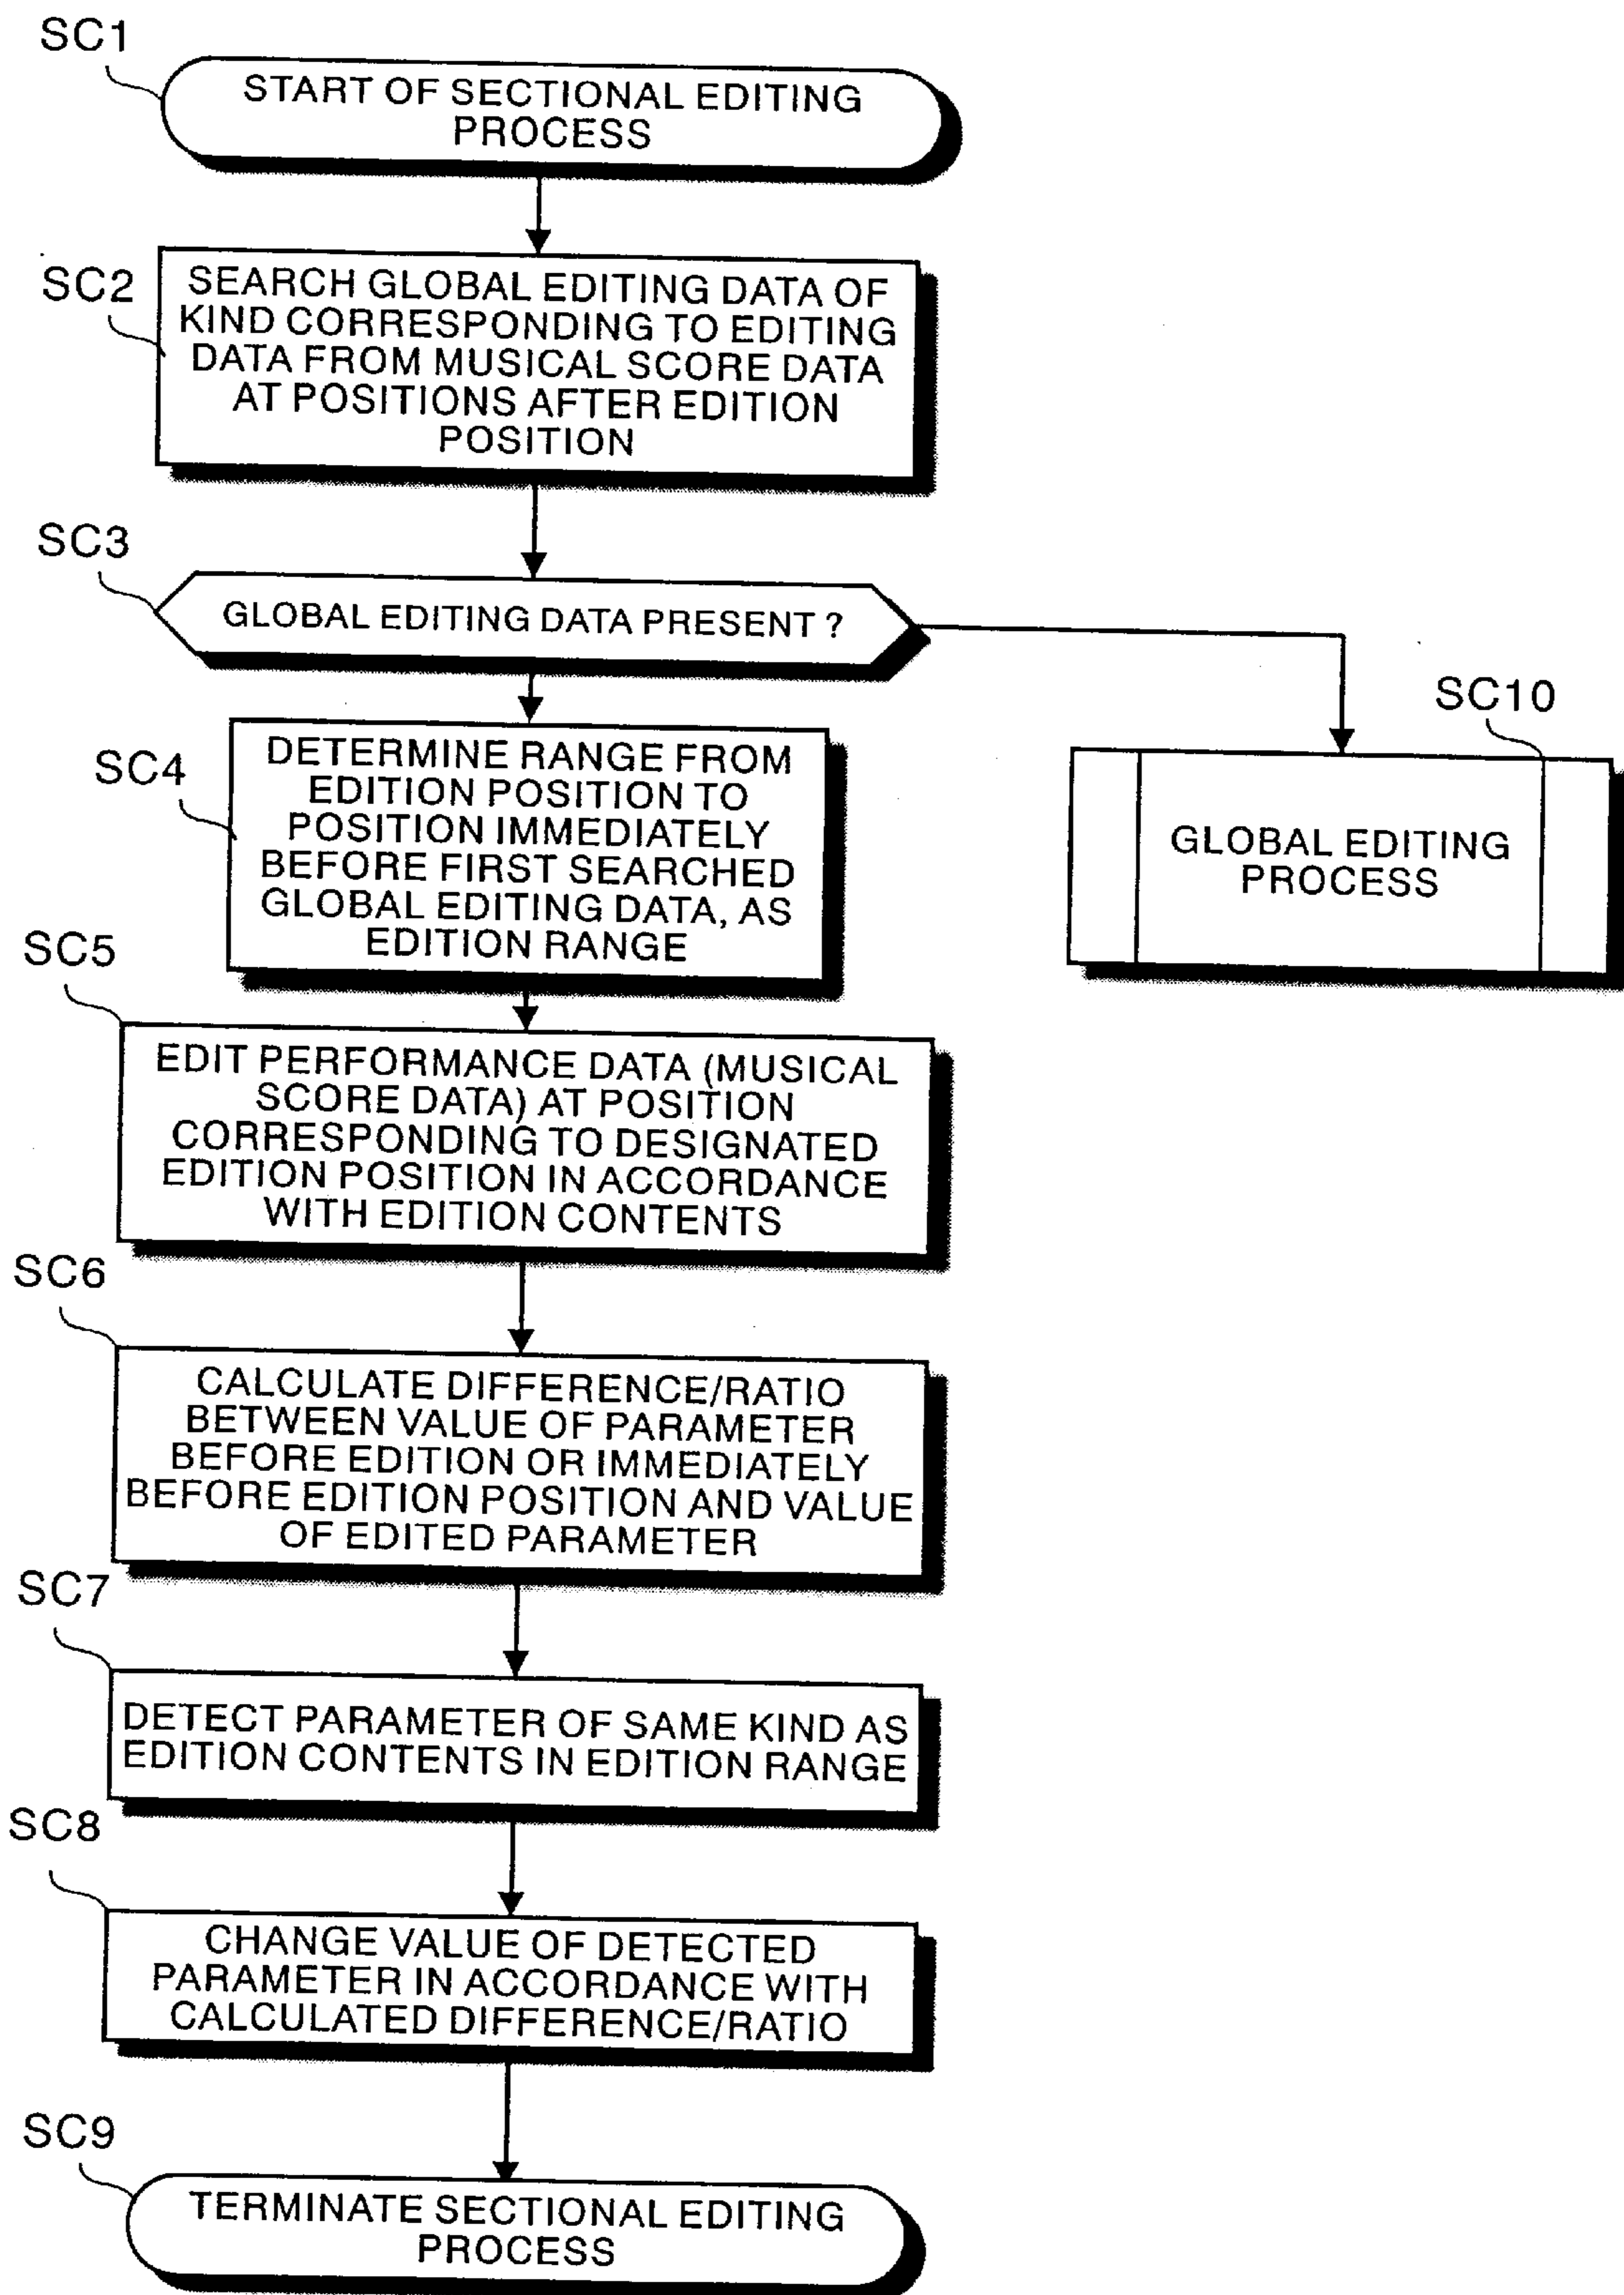 SC1
START OF SECTIONAL EDITING
PROCESS
SC2
SEARCH GLOBAL EDITING DATA OF
KIND CORRESPONDING TO EDITING
DATA FROM MUSICAL SCORE DATA
AT POSITIONS AFTER EDITION
POSITION
SC3
GLOBAL EDITING DATA PRESENT ?
SC4
DETERMINE RANGE FROM
EDITION POSITION TO
POSITION IMMEDIATELY
BEFORE FIRST SEARCHED
GLOBAL EDITING DATA, AS
EDITION RANGE
SC10
GLOBAL EDITING
PROCESS
SC5
EDIT PERFORMANCE DATA (MUSICAL
SCORE DATA) AT POSITION
CORRESPONDING TO DESIGNATED
EDITION POSITION IN ACCORDANCE
WITH EDITION CONTENTS
SC6
CALCULATE DIFFERENCE/RATIO
BETWEEN VALUE OF PARAMETER
BEFORE EDITION OR IMMEDIATELY
BEFORE EDITION POSITION AND VALUE
OF EDITED PARAMETER
SC7
DETECT PARAMETER OF SAME KIND AS
EDITION CONTENTS IN EDITION RANGE
SC8
CHANGE VALUE OF DETECTED
PARAMETER IN ACCORDANCE WITH
CALCULATED DIFFERENCE/RATIO
SC9
TERMINATE SECTIONAL EDITING
PROCESS